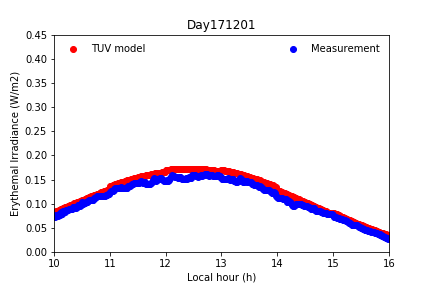 Day171201
TUV model
Measurement
Erythemal Irradiance (W/m2)
0.45
0.40
0.35
0.30
0.25
0.20
0.15
0.10
0.05
0.00
10 11 12 13 14 15 16
Local hour (h)